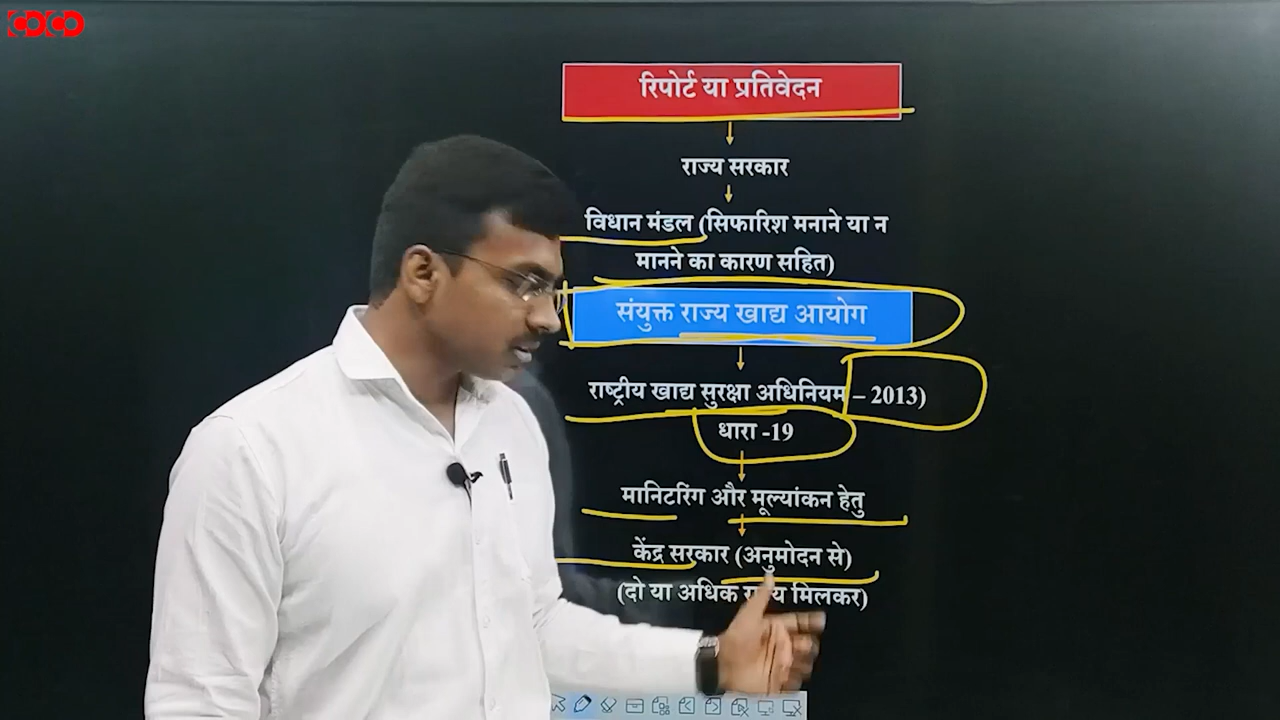 रिपोर्ट या प्रतिवेदन
राज्य सरकार
विधान मंडल (सिफारिश मनाने या न
मानने का कारण सहित)
संयुक्त राज्य खाद्य आयोग
राष्ट्रीय खाद्य सुरक्षा अधिनियम – 2013)
धारा -19
मानिटरिंग और मूल्यांकन हेतु
केंद्र सरकार (अनुमोदन से)
(दो या अधिक मिलकर)